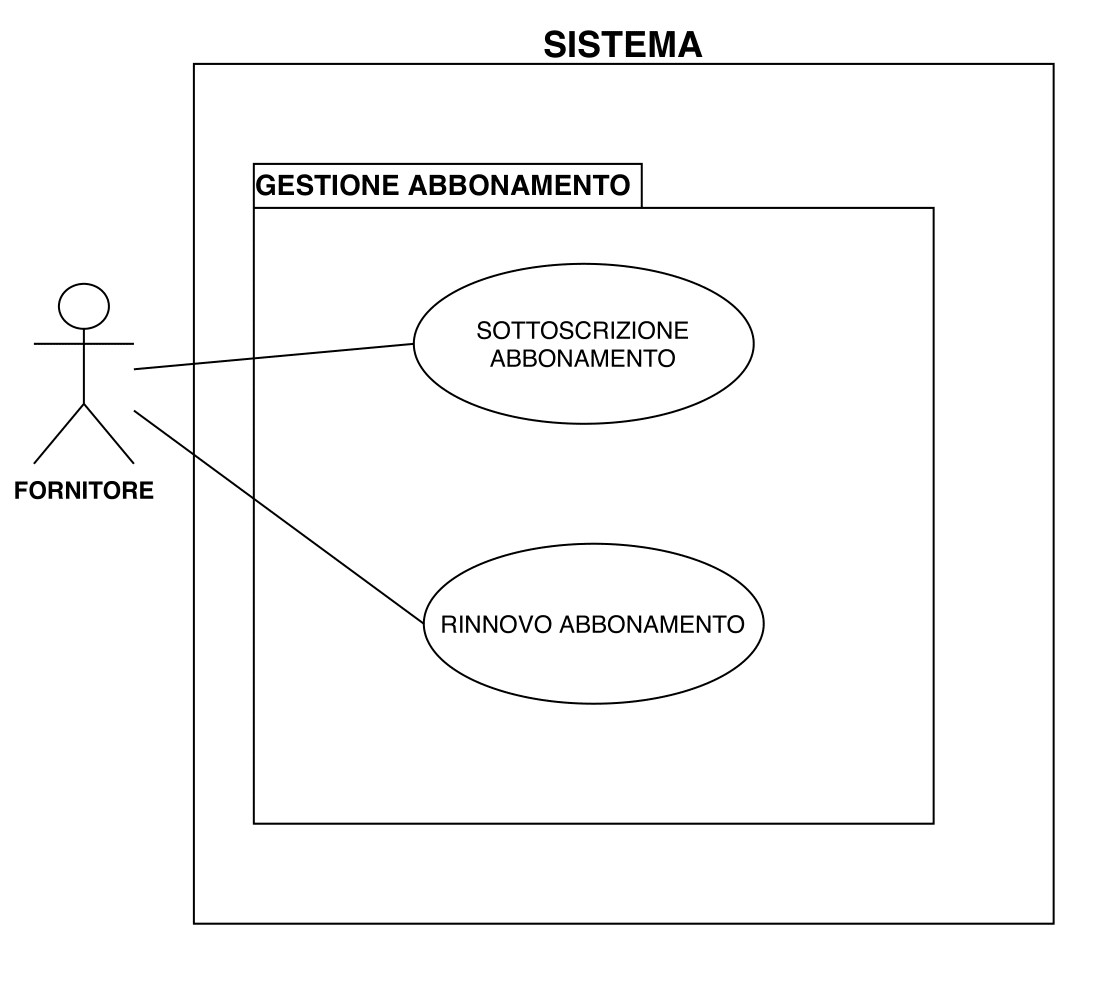 SISTEMA
GESTIONE ABBONAMENTO
SOTTOSCRIZIONE
ABBONAMENTO
FORNITORE
RINNOVO ABBONAMENTO